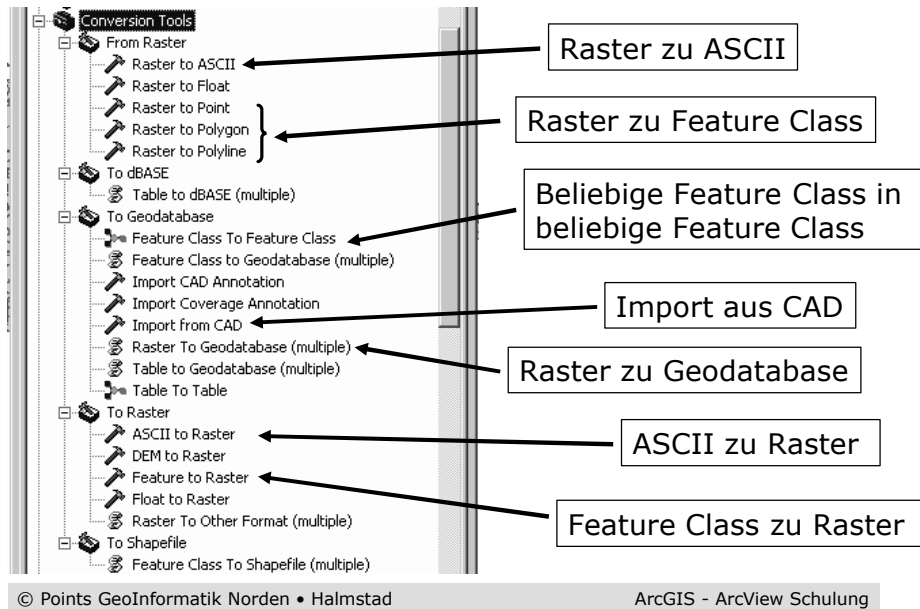 Conversion Tools
From Raster
Raster to ASCII
Raster to Float
Raster to Point
Raster to Polygon
Raster to Polyline
To dBASE
Table to dBASE (multiple)
To Geodatabase
Feature Class To Feature Class
Feature Class to Geodatabase (multiple)
Import CAD Annotation
Import Coverage Annotation
Import from CAD
Raster To Geodatabase (multiple)
Table to Geodatabase (multiple)
Table To Table
To Raster
ASCII to Raster
DEM to Raster
Feature to Raster
Float to Raster
Raster To Other Format (multiple)
To Shapefile
Feature Class To Shapefile (multiple)
Raster zu ASCII
Raster zu Feature Class
Beliebige Feature Class in
beliebige Feature Class
Import aus CAD
Raster zu Geodatabase
ASCII zu Raster
Feature Class zu Raster
© Points GeoInformatik Norden • Halmstad
ArcGIS - ArcView Schulung